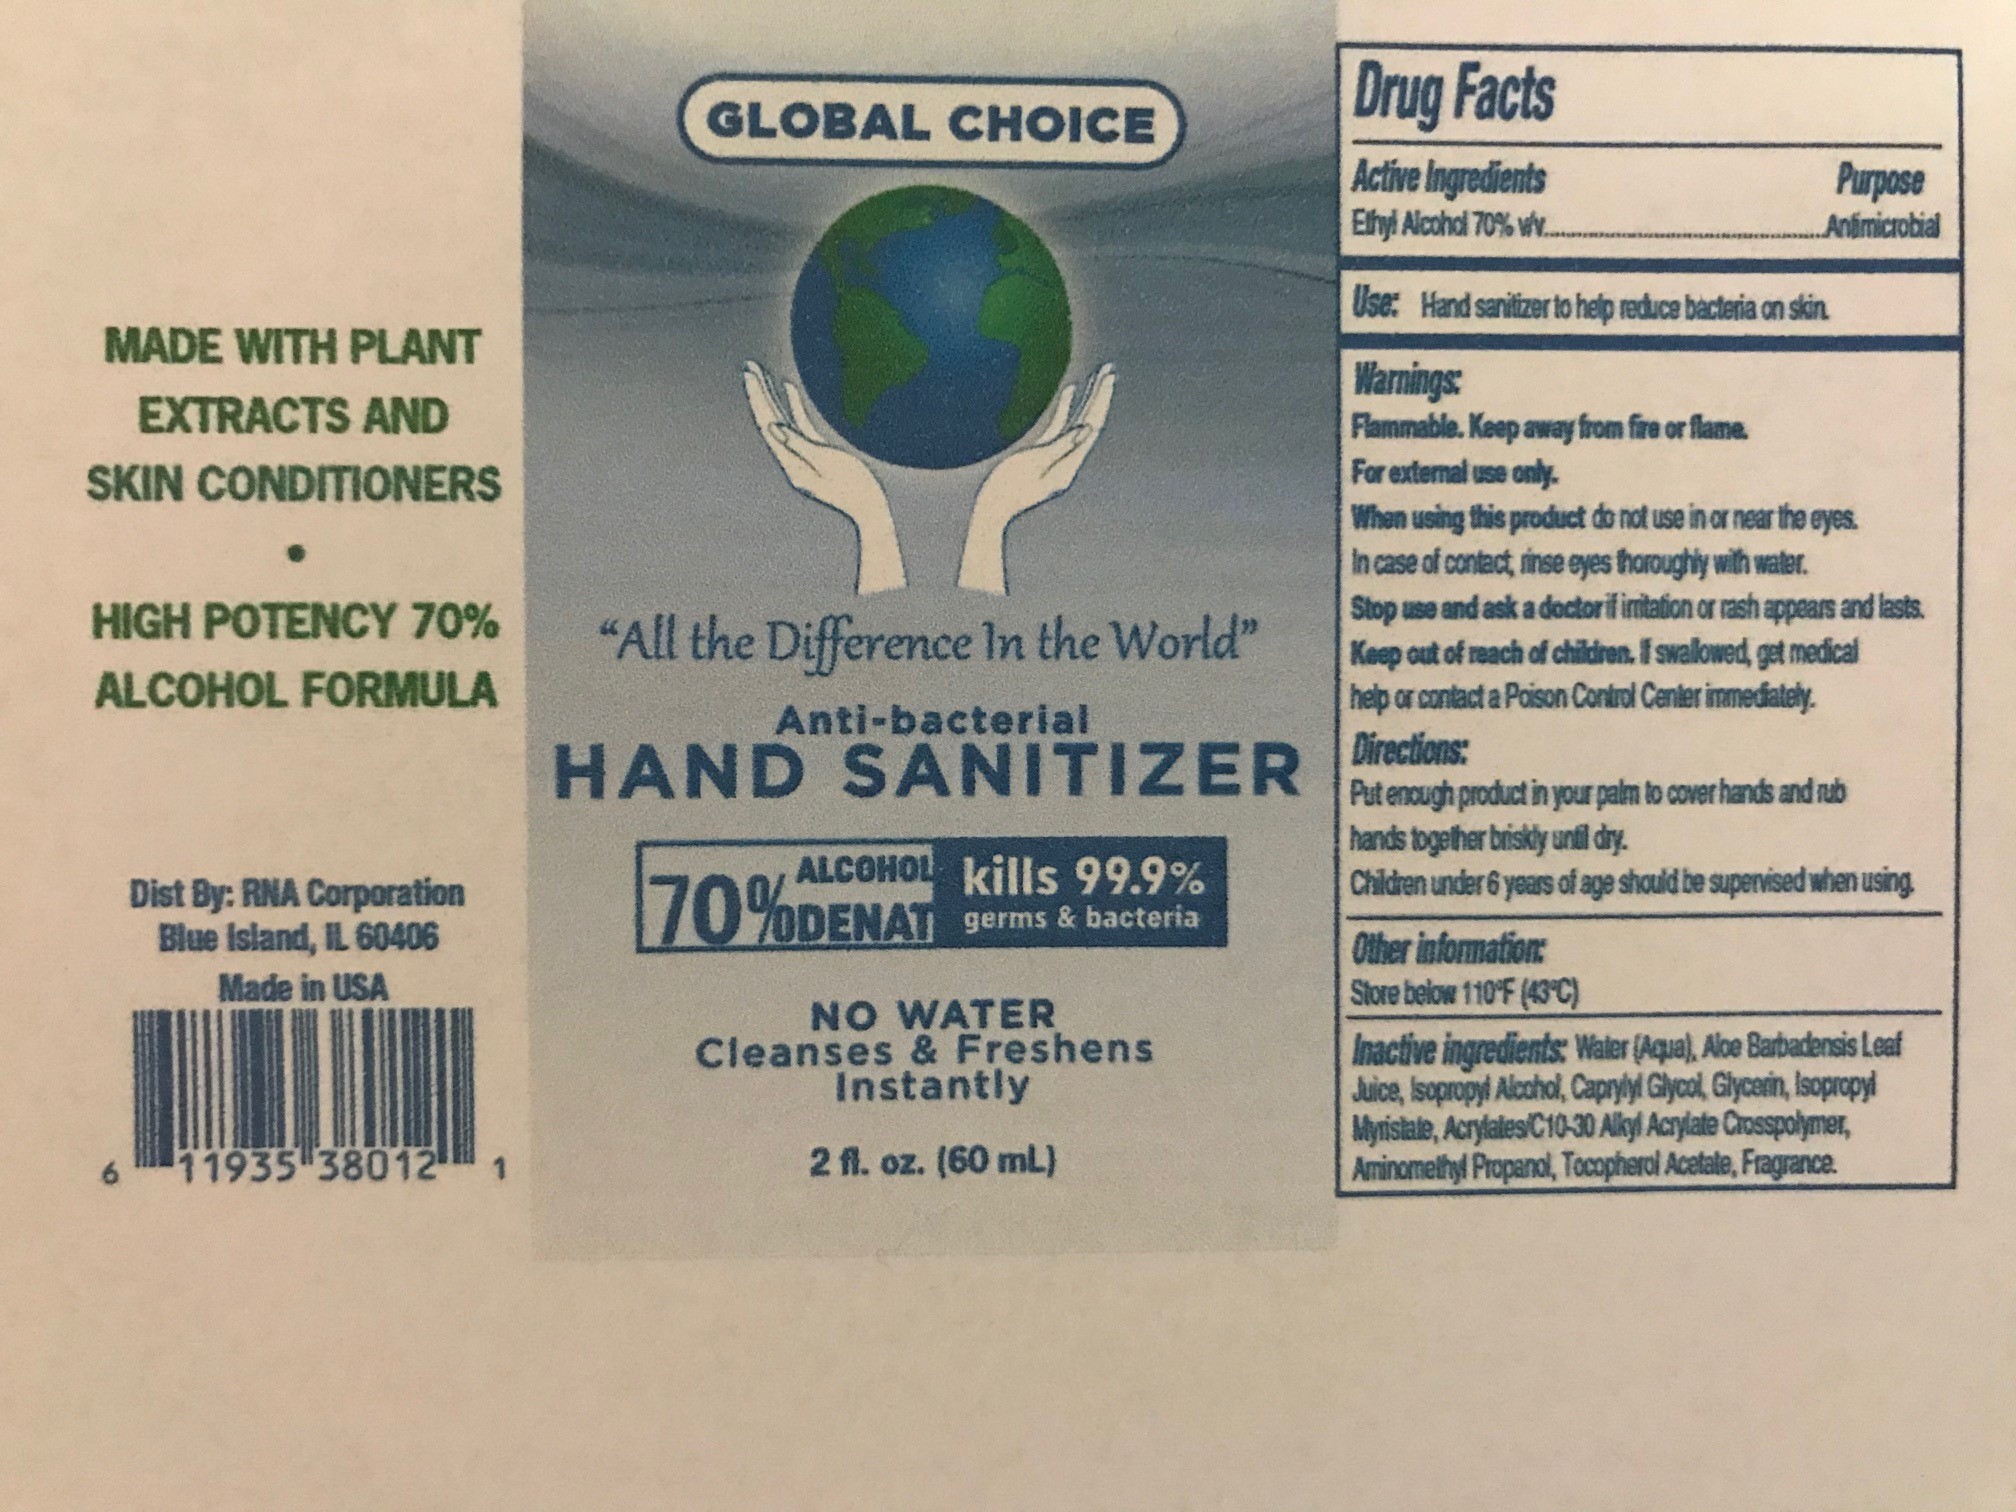 MADE WITH PLANT
EXTRACTS AND
SKIN CONDITIONERS
•
HIGH POTENCY 70%
ALCOHOL FORMULA
Dist By: RNA Corporation
Blue Island, IL 60406
Made in USA
6 11935 38012 1
GLOBAL CHOICE
“All the Difference In the World”
Anti-bacterial
HAND SANITIZER
70% ALCOHOL
DENAT
kills 99.9%
germs & bacteria
NO WATER
Cleanses & Freshens
Instantly
2 fl. oz. (60 mL)
Drug Facts
Active Ingredients Purpose
Ethyl Alcohol 70% v/v..........Antimicrobial
Use: Hand sanitizer to help reduce bacteria on skin.
Warnings:
Flammable. Keep away from fire or flame.
For external use only.
When using this product do not use in or near the eyes.
In case of contact, rinse eyes thoroughly with water.
Stop use and ask a doctor if irritation or rash appears and lasts.
Keep out of reach of children. If swallowed, get medical
help or contact a Poison Control Center immediately.
Directions:
Put enough product in your palm to cover hands and rub
hands together briskly until dry.
Children under 6 years of age should be supervised when using.
Other information:
Store below 110°F (43°C)
Inactive ingredients: Water (Aqua), Aloe Barbadensis Leaf
Juice, Isopropyl Alcohol, Caprylyl Glycol, Glycerin, Isopropyl
Myristate, Acrylates/C10-30 Alkyl Acrylate Crosspolymer,
Aminomethyl Propanol, Tocopherol Acetate, Fragrance.